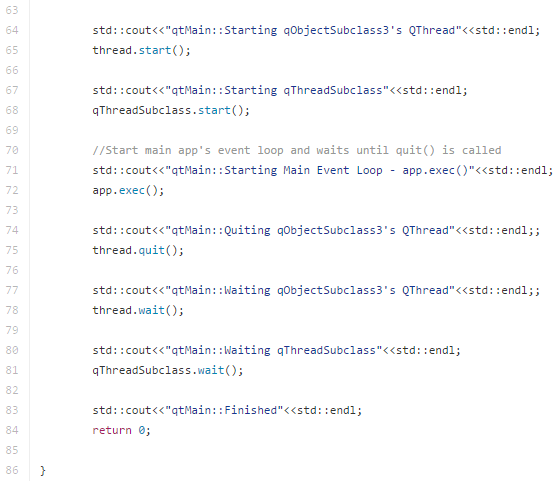 63
64 std::cout<<"qtMain::Starting qObjectSubclass3's QThread"<<std::endl;
65 thread.start();
66
67 std::cout<<"qtMain::Starting qThreadSubclass"<<std::endl;
68 qThreadSubclass.start();
69
70 //Start main app's event loop and waits until quit() is called
71 std::cout<<"qtMain::Starting Main Event Loop - app.exec()"<<std::endl;
72 app.exec();
73
74 std::cout<<"qtMain::Quiting qObjectSubclass3's QThread"<<std::endl;;
75 thread.quit();
76
77 std::cout<<"qtMain::Waiting qObjectSubclass3's QThread"<<std::endl;;
78 thread.wait();
79
80 std::cout<<"qtMain::Waiting qThreadSubclass"<<std::endl;
81 qThreadSubclass.wait();
82
83 std::cout<<"qtMain::Finished"<<std::endl;
84 return 0;
85
86 }